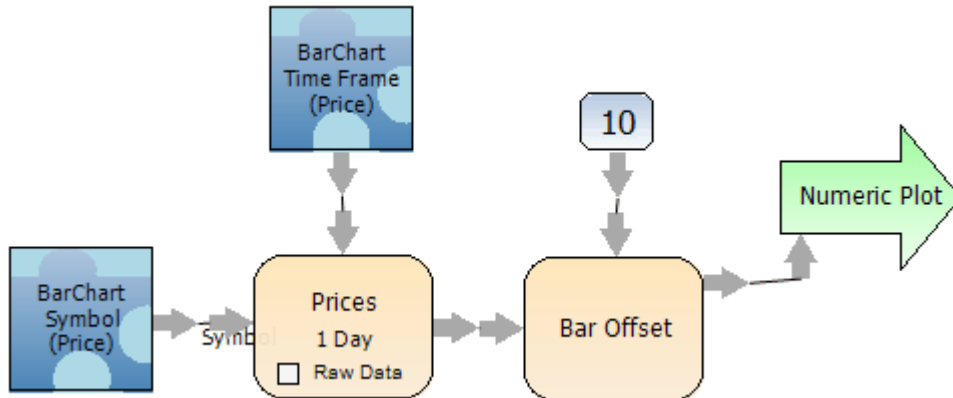 BarChart
Time Frame
(Price)
10
Numeric Plot
BarChart
Symbol
(Price)
Symbol
Prices
1 Day
Raw Data
Bar Offset